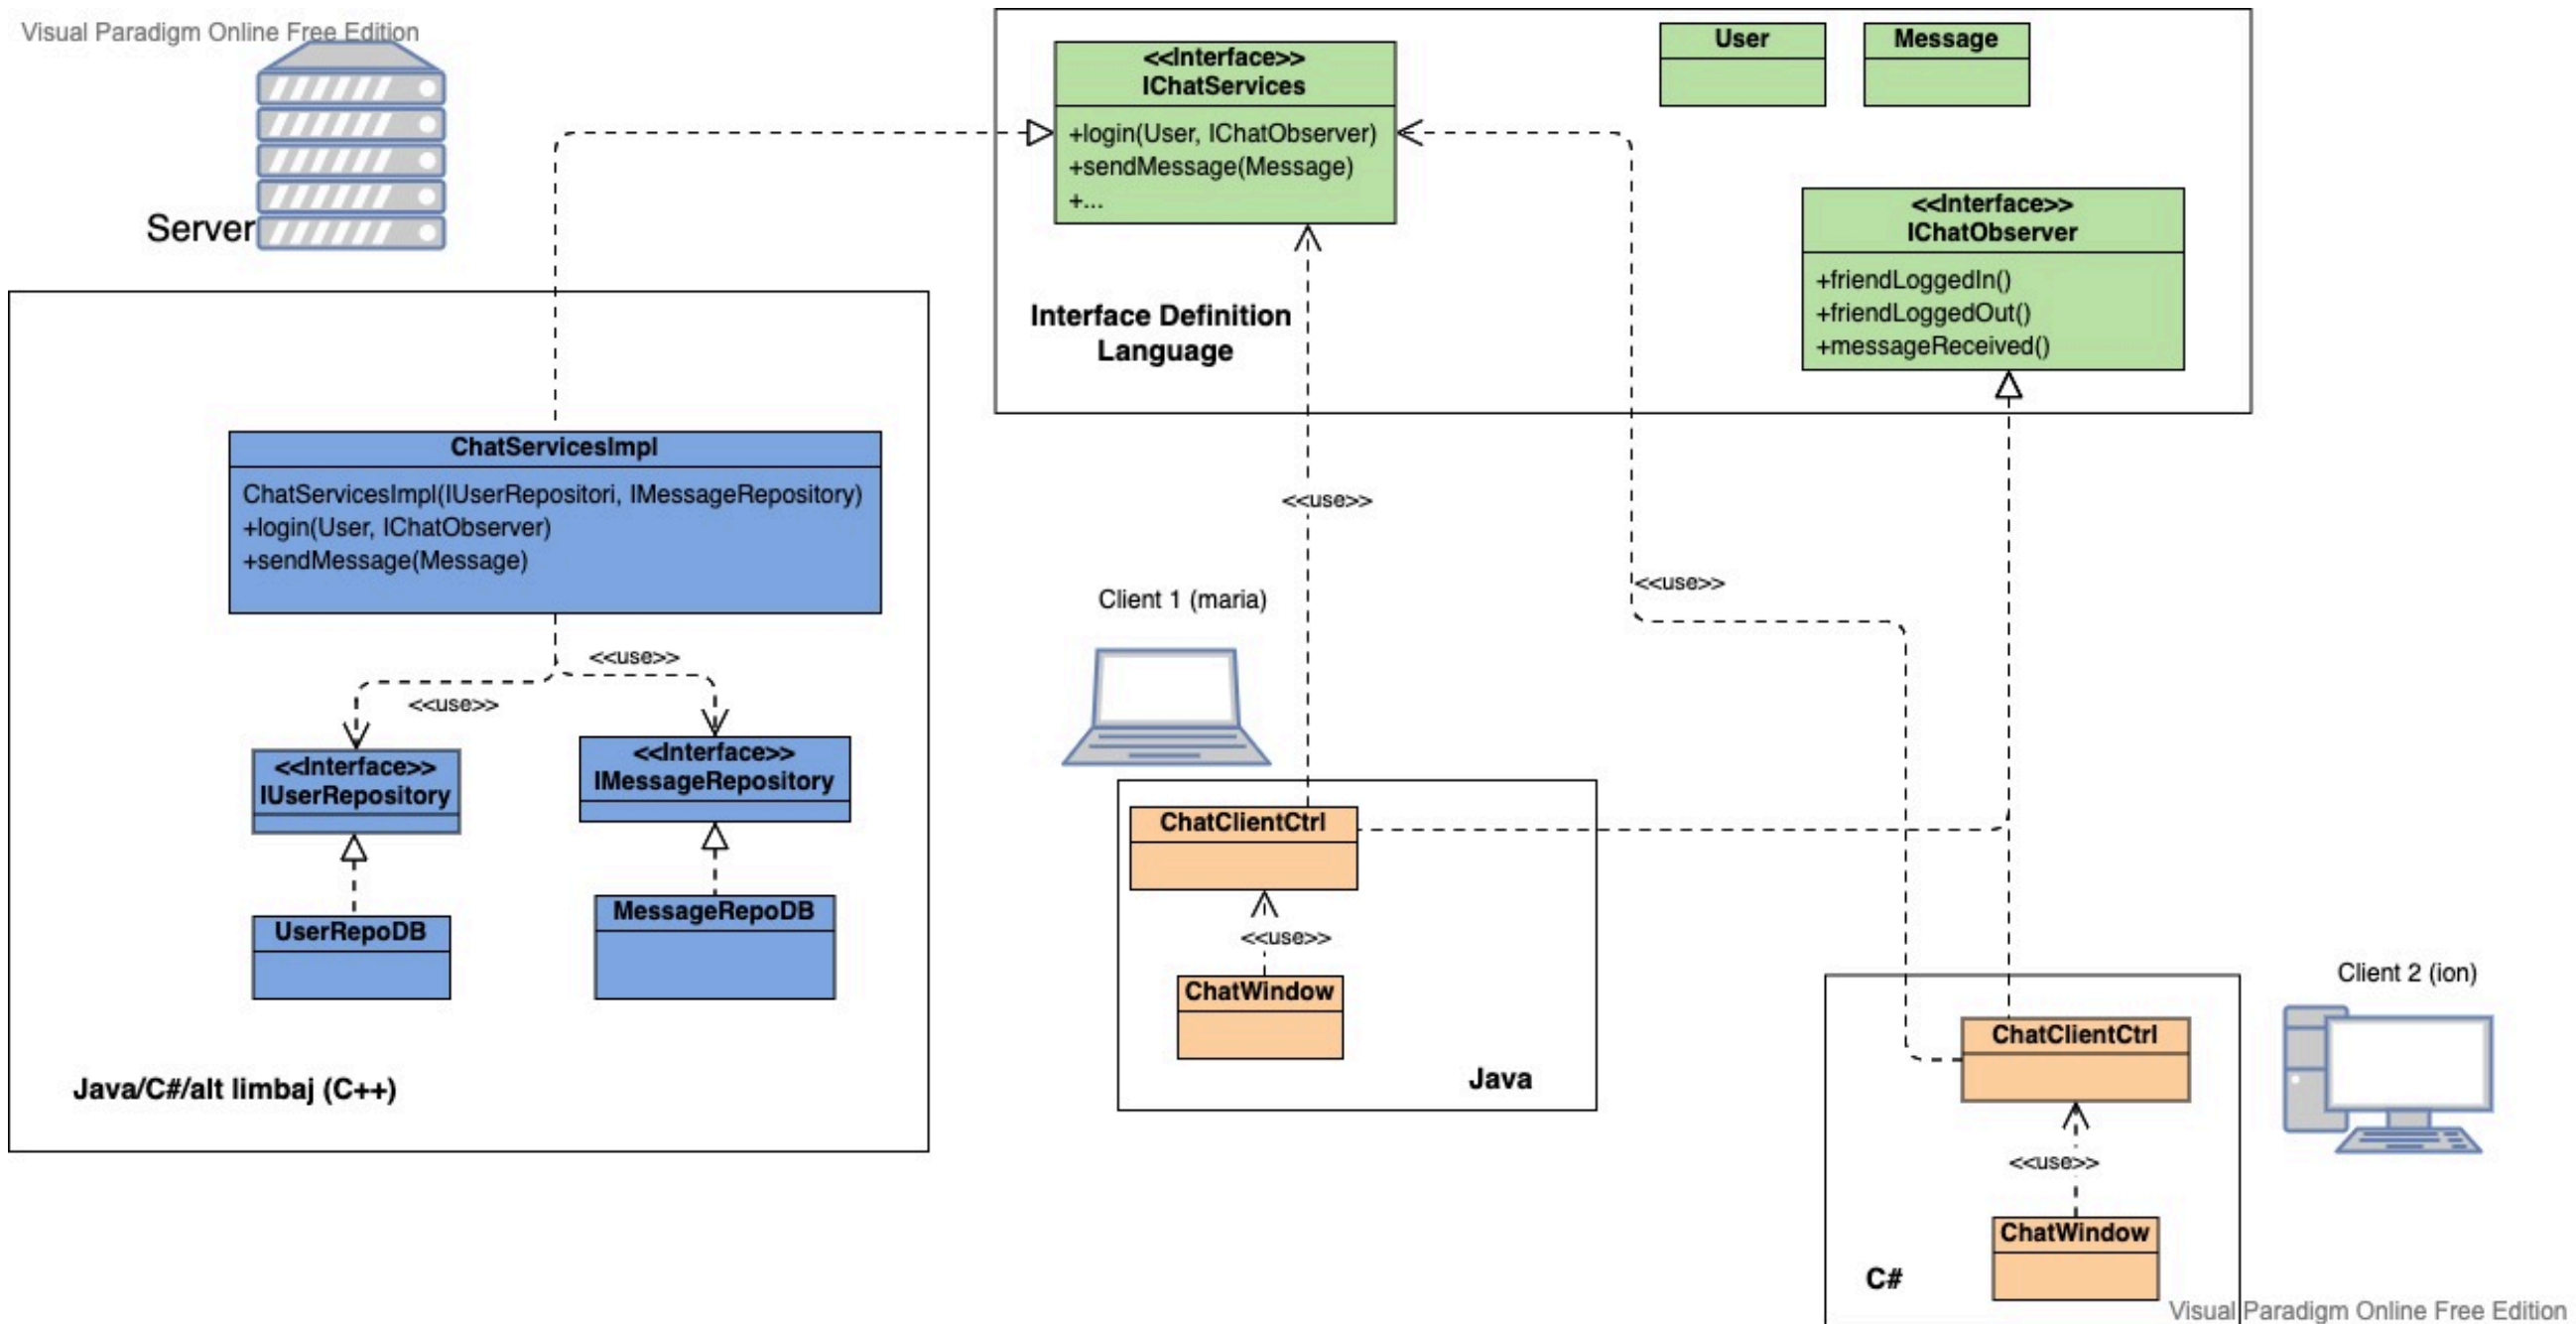 Visual Paradigm Online Free Edition
Server
<<Interface>>
IChatServices
+login(User, IChatObserver)
+sendMessage(Message)
+...
User
Message
<<Interface>>
IChatObserver
+friendLoggedIn()
+friendLoggedOut()
+messageReceived()
Interface Definition
Language
ChatServicesImpl
ChatServicesImpl(IUserRepositori, IMessageRepository)
+login(User, IChatObserver)
+sendMessage(Message)
<<use>>
<<use>>
<<Interface>>
IUserRepository
<<Interface>>
IMessageRepository
UserRepoDB
MessageRepoDB
Java/C#/alt limbaj (C++)
<<use>>
<<use>>
Client 1 (maria)
ChatClientCtrl
<<use>>
ChatWindow
Java
Client 2 (ion)
ChatClientCtrl
<<use>>
ChatWindow
C#
Visual Paradigm Online Free Edition